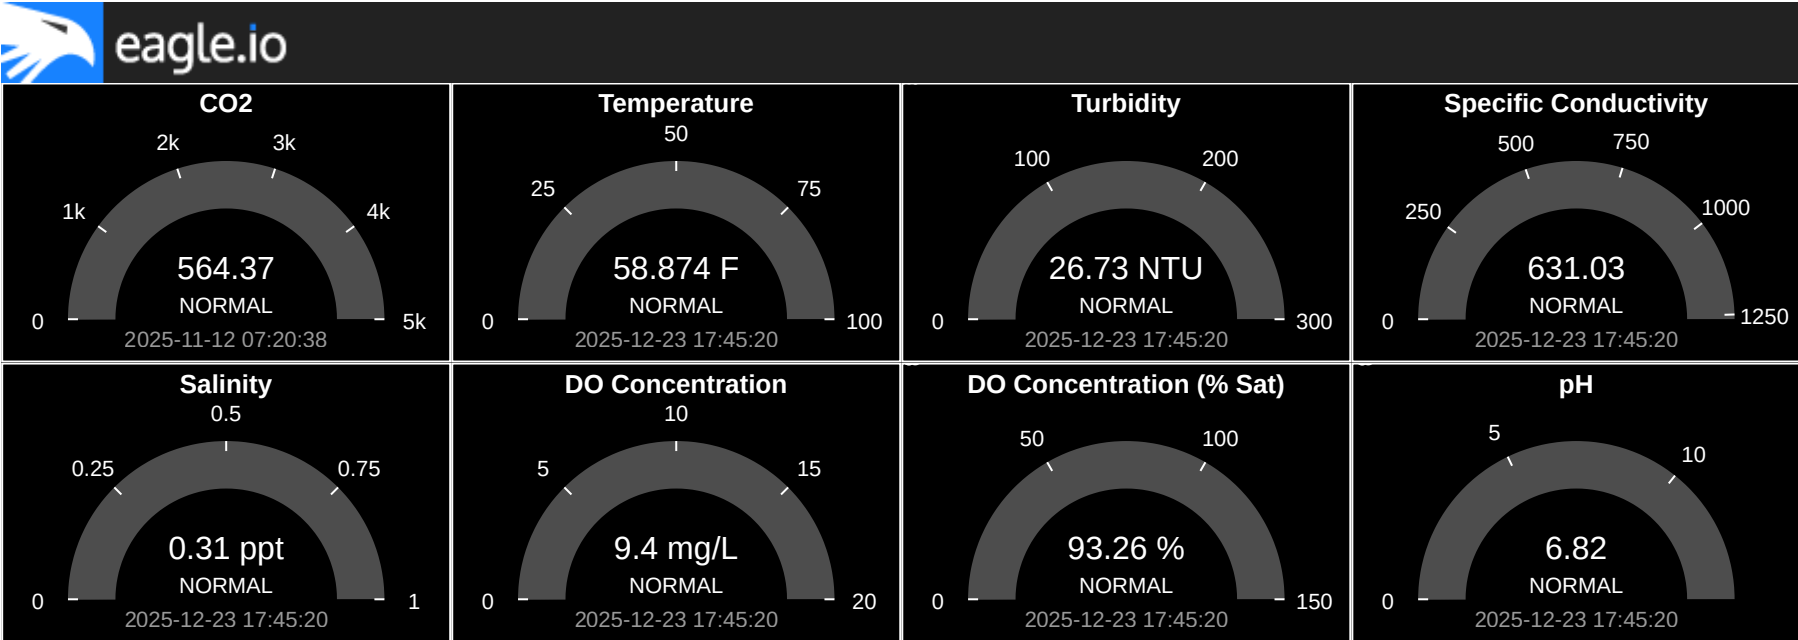 eagle.io
CO2
2k
3k
1k
4k
564.37
NORMAL
0
5k
2025-11-12 07:20:38
Temperature
50
25
75
58.874 F
NORMAL
0
100
2025-12-23 17:45:20
Turbidity
100
200
26.73 NTU
NORMAL
0
300
2025-12-23 17:45:20
Specific Conductivity
500
750
250
1000
631.03
NORMAL
0
1250
2025-12-23 17:45:20
Salinity
0.5
0.25
0.75
0.31 ppt
NORMAL
0
1
2025-12-23 17:45:20
DO Concentration
10
5
15
9.4 mg/L
NORMAL
0
20
2025-12-23 17:45:20
DO Concentration (% Sat)
50
100
93.26 %
NORMAL
0
150
2025-12-23 17:45:20
pH
5
10
6.82
NORMAL
0
2025-12-23 17:45:20